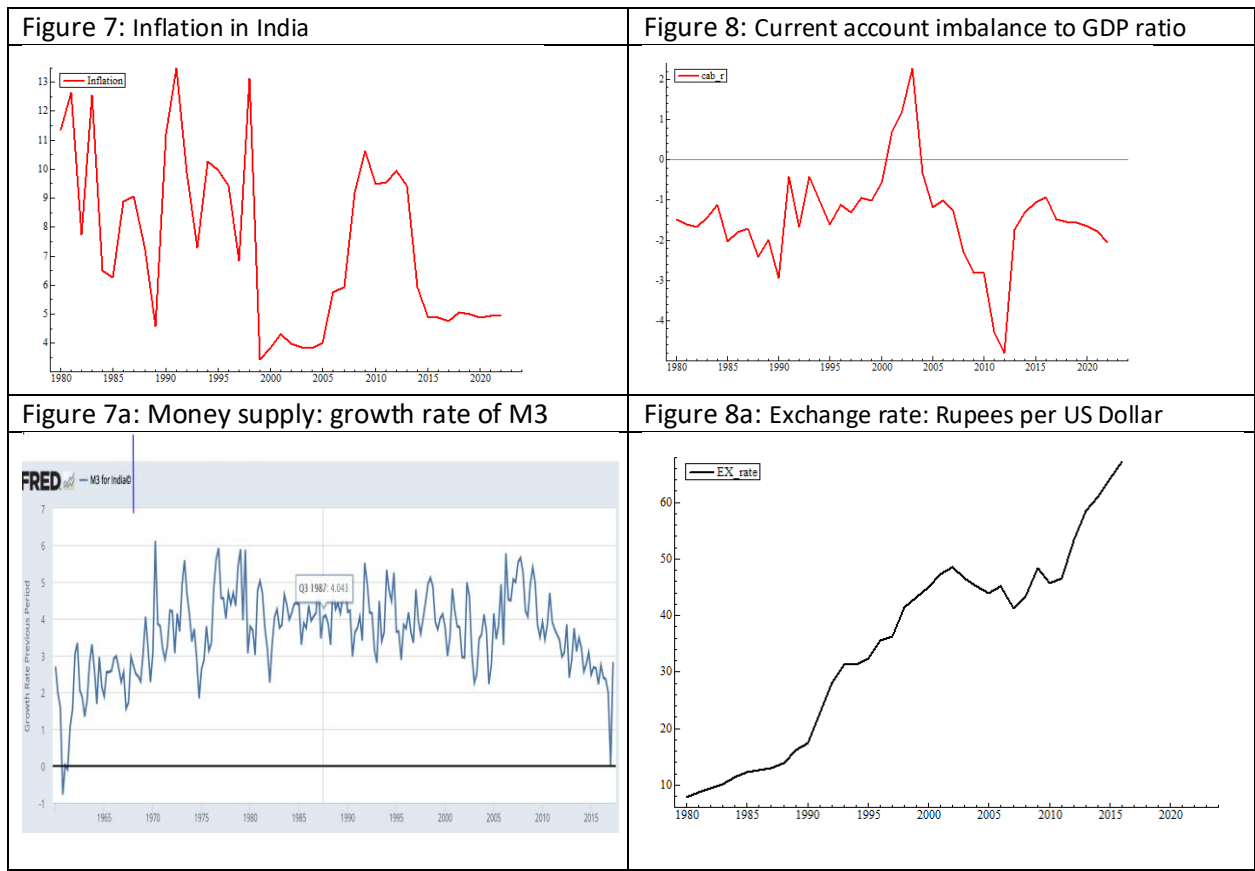 Figure 7: Inflation in India
Figure 8: Current account imbalance to GDP ratio
Inflation
13
12
11
10
9
8
7
6
5
4
1980 1985 1990 1995 2000 2005 2010 2015 2020
cab_r
2
1
0
-1
-2
-4
1980 1985 1990 1995 2000 2005 2010 2015 2020
Figure 7a: Money supply: growth rate of M3
Figure 8a: Exchange rate: Rupees per US Dollar
FRED — M3 for India©
Growth Rate Previous Period
7
6
5
4
3
2
1
0
-1
Q3 1987: 4.043
1965 1970 1975 1980 1985 1990 1995 2000 2005 2010 2015
EX_rate
60
50
40
30
20
10
1980 1985 1990 1995 2000 2005 2010 2015 2020